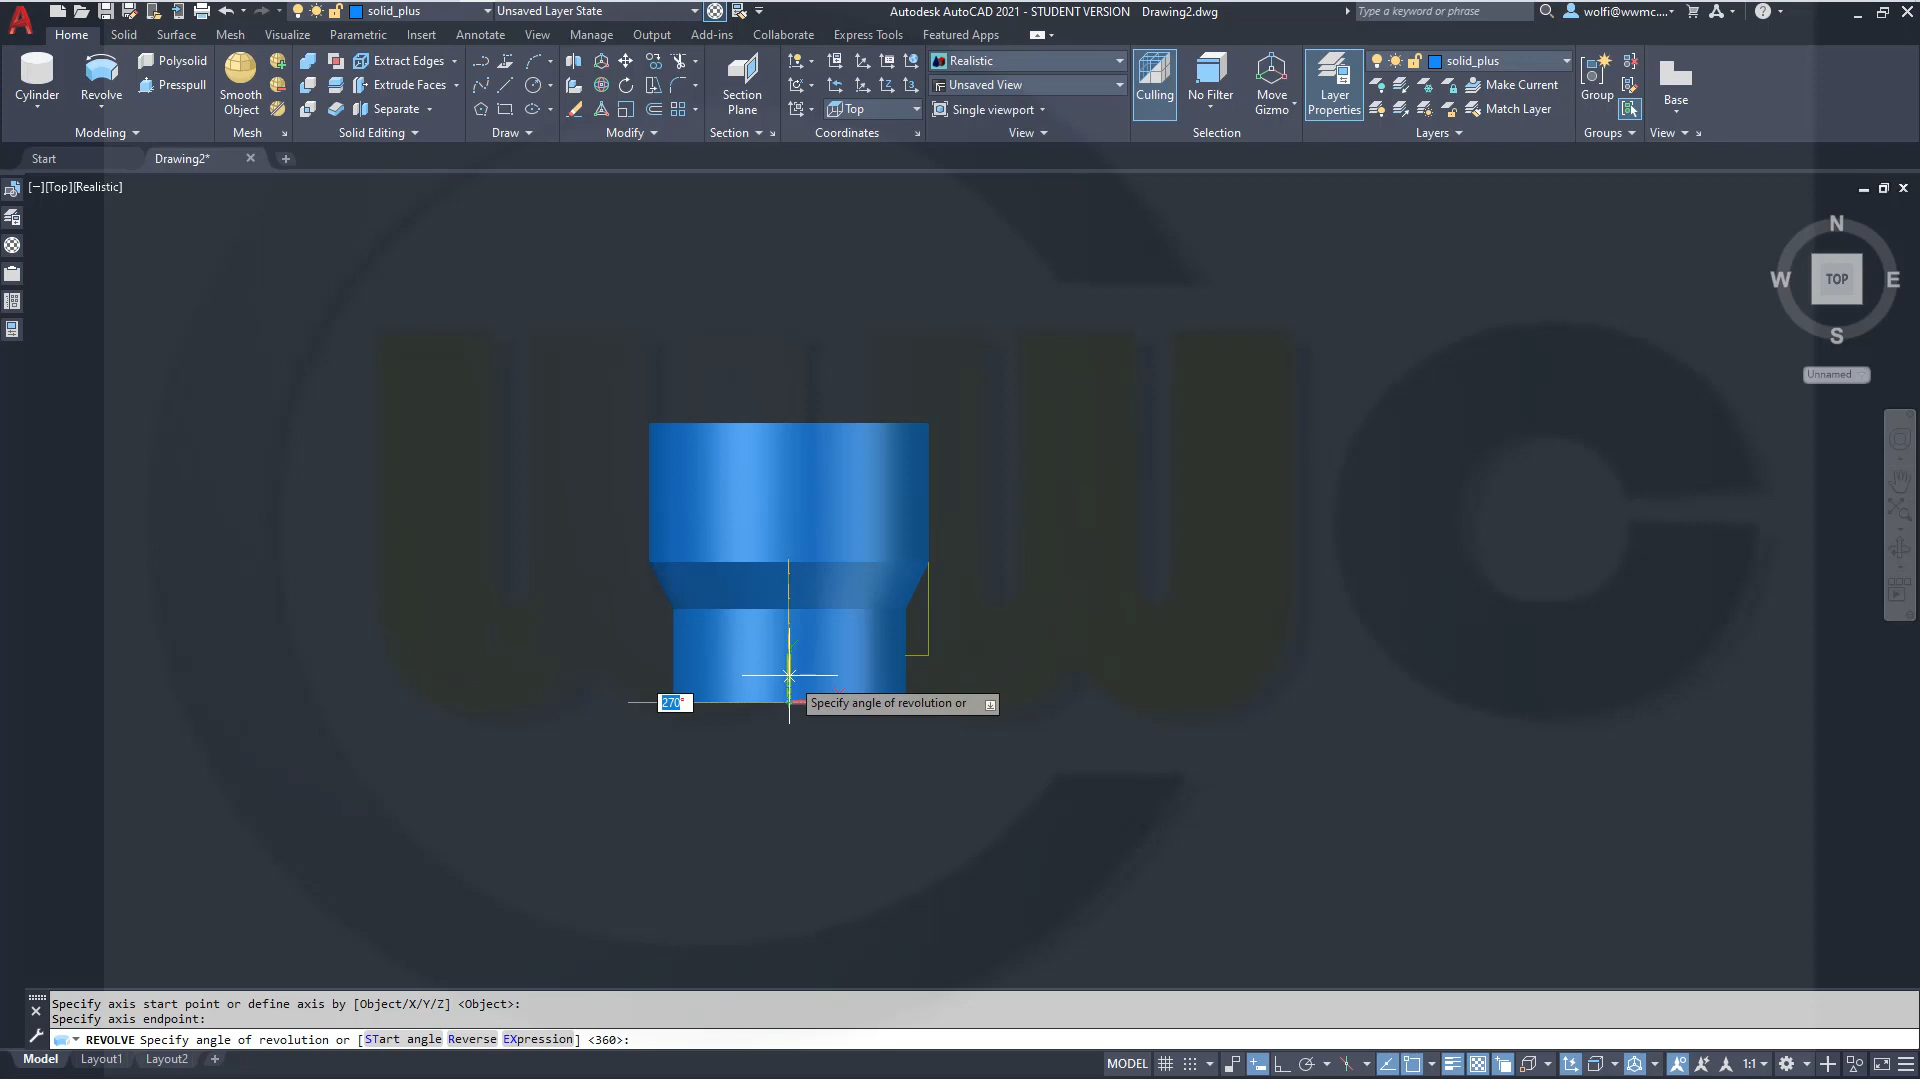 solid_plus
Unsaved Layer State
Autodesk AutoCAD 2021 - STUDENT VERSION Drawing2.dwg
Type a keyword or phrase
wolfi@wwmc....
Home Solid Surface Mesh Visualize Parametric Insert Annotate View Manage Output Add-ins Collaborate Express Tools Featured Apps
Cylinder
Revolve
Polysolid
Presspull
Modeling
Smooth
Object
Mesh
Extract Edges
Extrude Faces
Separate
Solid Editing
Draw
Modify
Section
Plane
Section
Top
Coordinates
Realistic
Unsaved View
Single viewport
View
Culling
No Filter
Move
Gizmo
Selection
Layer
Properties
solid_plus
Make Current
Match Layer
Layers
Group
Groups
Base
View
Start
Drawing2*
[−][Top][Realistic]
N
W
TOP
E
S
Unnamed
270°
Specify angle of revolution or
Specify axis start point or define axis by [Object/X/Y/Z] <Object>:
Specify axis endpoint:
REVOLVE Specify angle of revolution or [STart angle Reverse EXpression] <360>:
Model Layout1 Layout2
MODEL
1:1